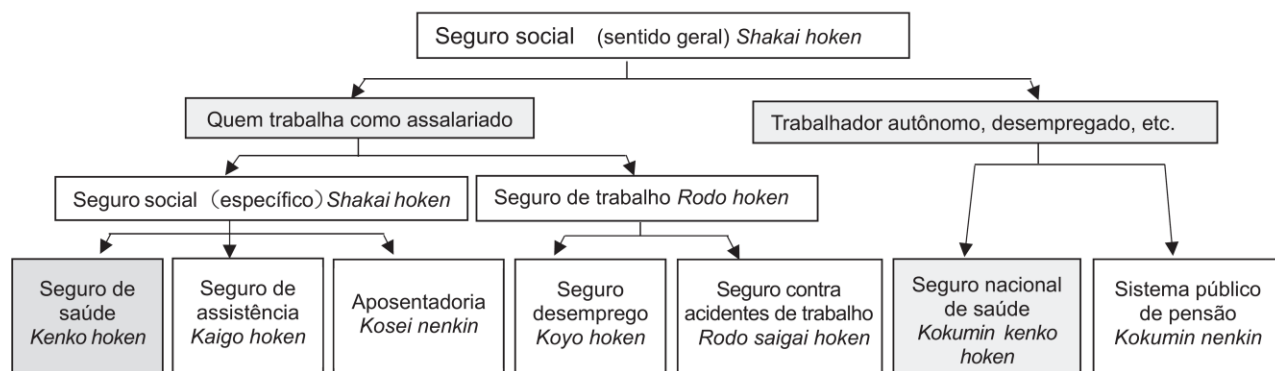 Seguro social (sentido geral) Shakai hoken
Quem trabalha como assalariado
Trabalhador autônomo, desempregado, etc.
Seguro social (específico) Shakai hoken
Seguro de trabalho Rodo hoken
Seguro de
saúde
Kenko hoken
Seguro de
assistência
Kaigo hoken
Aposentadoria
Kosei nenkin
Seguro
desemprego
Koyo hoken
Seguro contra
acidentes de trabalho
Rodo saigai hoken
Seguro nacional
de saúde
Kokumin kenko
hoken
Sistema público
de pensão
Kokumin nenkin